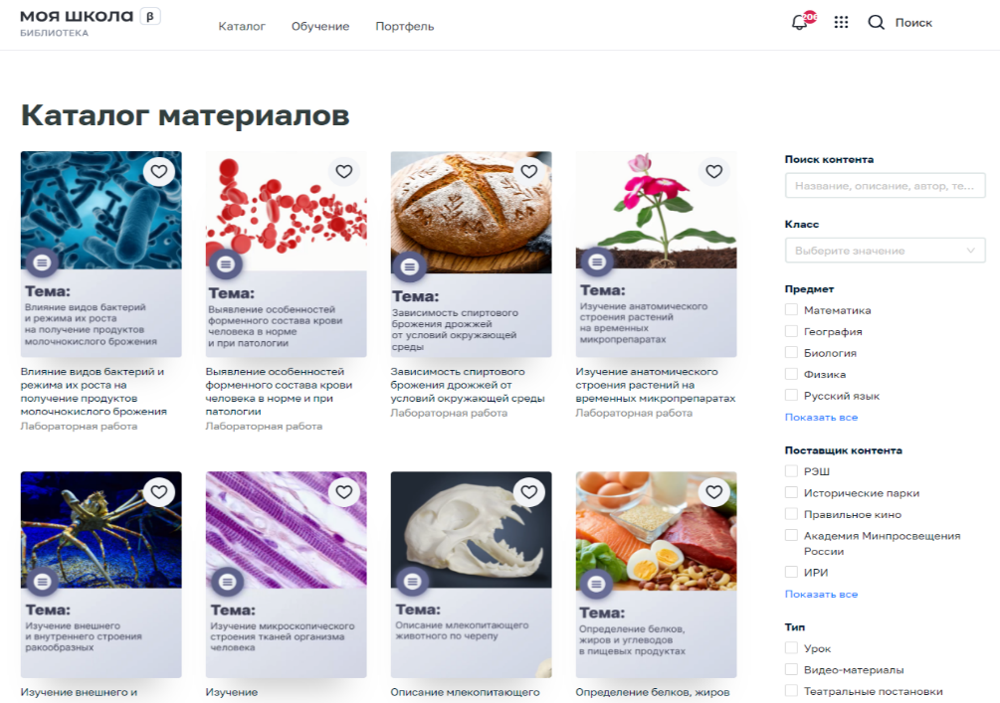 МОЯ ШКОЛА β
БИБЛИОТЕКА
Каталог Обучение Портфель
206
Поиск
Каталог материалов
Тема:
Влияние видов бактерий
и режима их роста
на получение продуктов
молочнокислого брожения
Влияние видов бактерий и
режима их роста на
получение продуктов
молочнокислого брожения
Лабораторная работа
Тема:
Выявление особенностей
форменного состава крови
человека в норме
и при патологии
Выявление особенностей
форменного состава крови
человека в норме и при
патологии
Лабораторная работа
Тема:
Зависимость спиртового
брожения дрожжей
от условий окружающей
среды
Зависимость спиртового
брожения дрожжей от
условий окружающей среды
Лабораторная работа
Тема:
Изучение анатомического
строения растений
на временных
микропрепаратах
Изучение анатомического
строения растений на
временных микропрепаратах
Лабораторная работа
Тема:
Изучение внешнего
и внутреннего строения
ракообразных
Изучение внешнего и
Тема:
Изучение микроскопического
строения тканей организма
человека
Изучение
Тема:
Описание млекопитающего
животного по черепу
Описание млекопитающего
Тема:
Определение белков,
жиров и углеводов
в пищевых продуктах
Определение белков, жиров
Поиск контента
Название, описание, автор, те...
Класс
Выберите значение
Предмет
Математика
География
Биология
Физика
Русский язык
Показать все
Поставщик контента
РЭШ
Исторические парки
Правильное кино
Академия Минпросвещения
России
ИРИ
Показать все
Тип
Урок
Видео-материалы
Театральные постановки